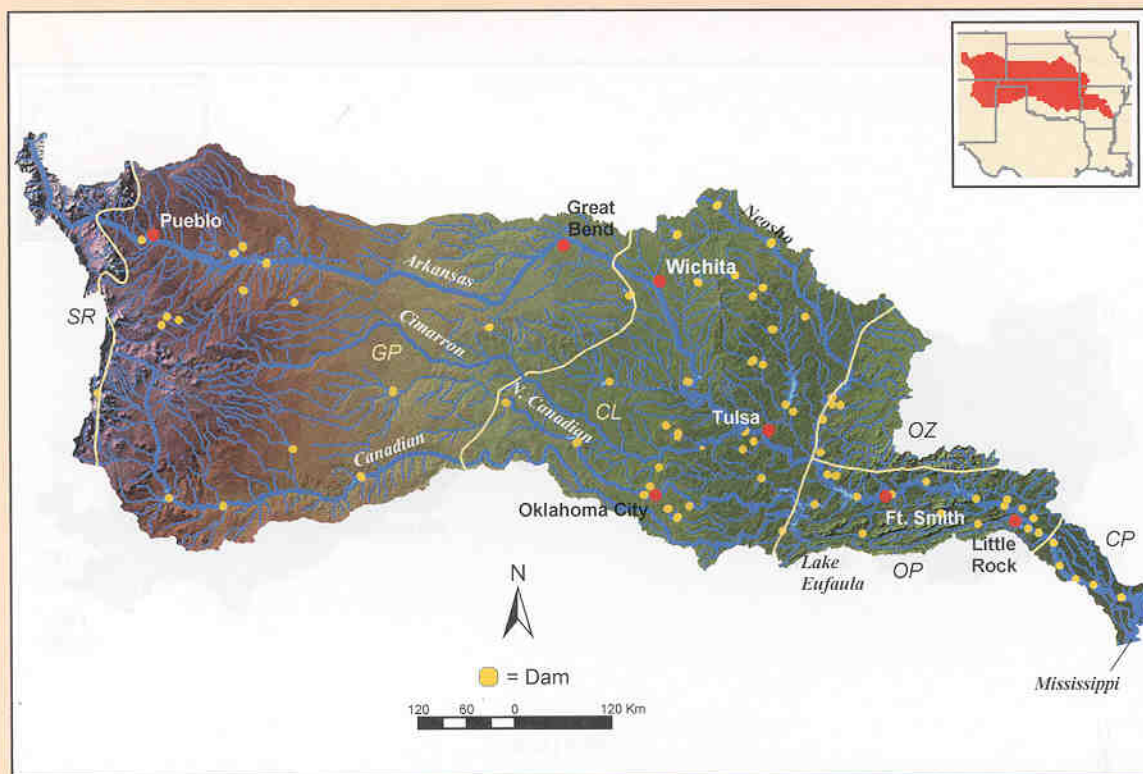 Pueblo
Great
Bend
Neosho
Wichita
Arkansas
SR
Cimarron
GP
N. Canadian
CL
Tulsa
Canadian
OZ
Oklahoma City
Ft. Smith
Little
Rock
CP
Lake
Eufaula
OP
N
= Dam
Mississippi
120 60 0 120 Km